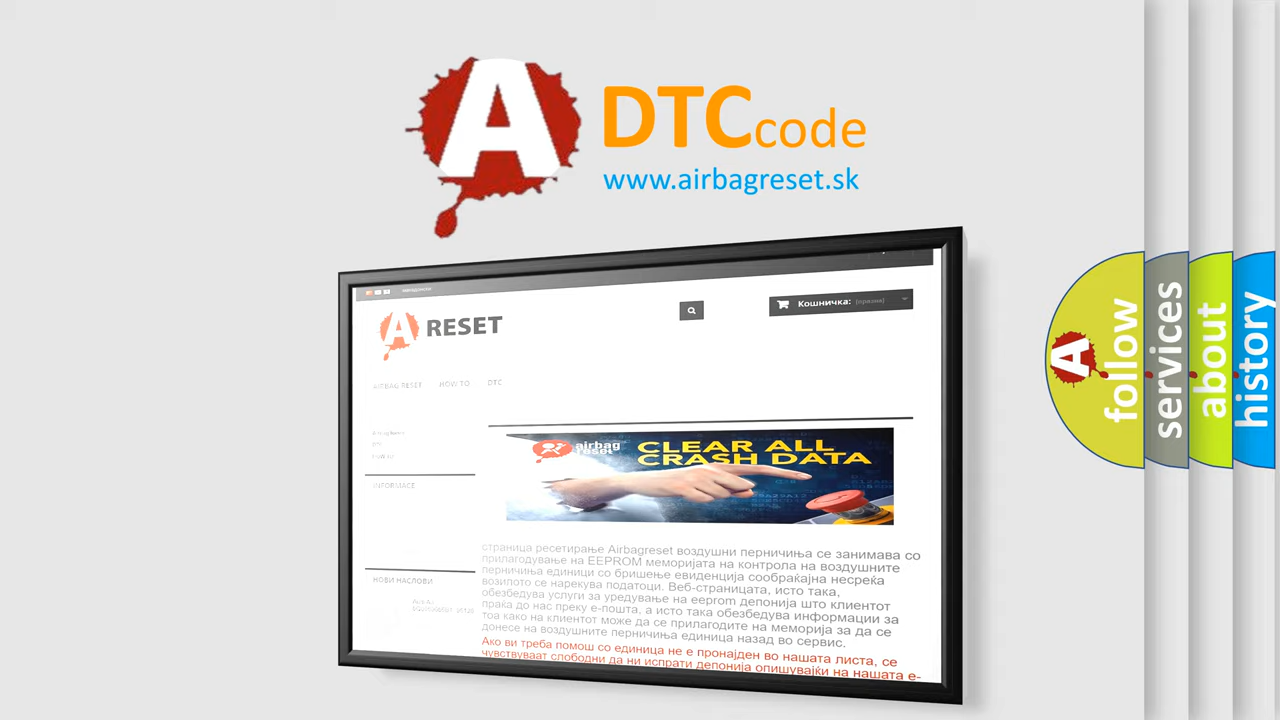 A
DTCcode
www.airbagreset.sk
A RESET
Кошничка: (празни)
AIRBAG RESET HOW TO DTC
airbag
reset
CLEAR ALL
CRASH DATA
INFORMACE
НОВИ НАСЛОВИ
страница ресетирање Airbagreset воздушни перничиња се занимава со
прилагодување на EEPROM меморијата на контрола на воздушните
перничиња единици со бришење евиденција сообраќајна несреќа
возилото се нарекува податоци. Веб-страницата, исто така,
обезбедува услуги за уредување на eeprom депонија што клиентот
праќа до нас преку е-пошта, а исто така обезбедува информации за
тоа како на клиентот може да се прилагодите на меморија за да се
донесе на воздушните перничиња единица назад во сервис.
Ако ви треба помош со единица не е пронајден во нашата листа, се
чувствуваат слободни да ни испрати депонија опишувајќи на нашата е-
A
follow
services
about
history